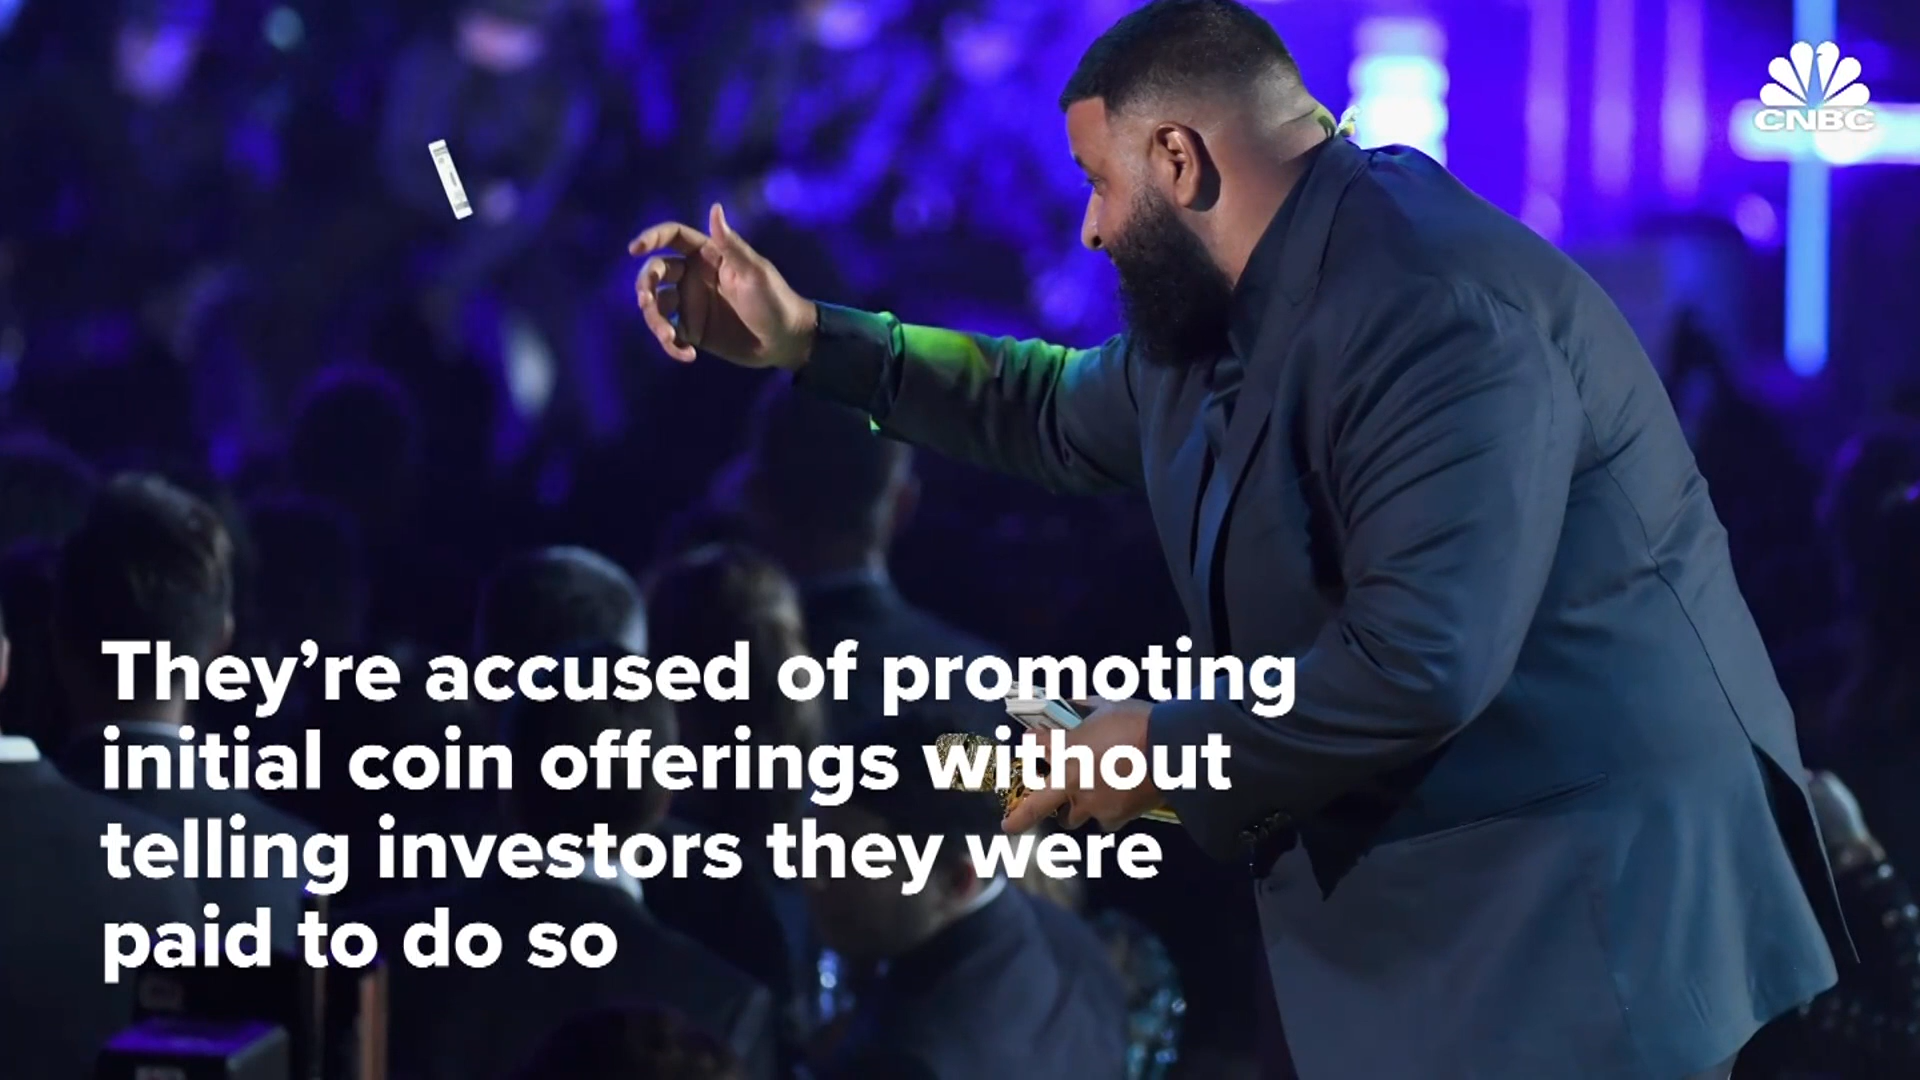 CNBC
They’re accused of promoting
initial coin offerings without
telling investors they were
paid to do so